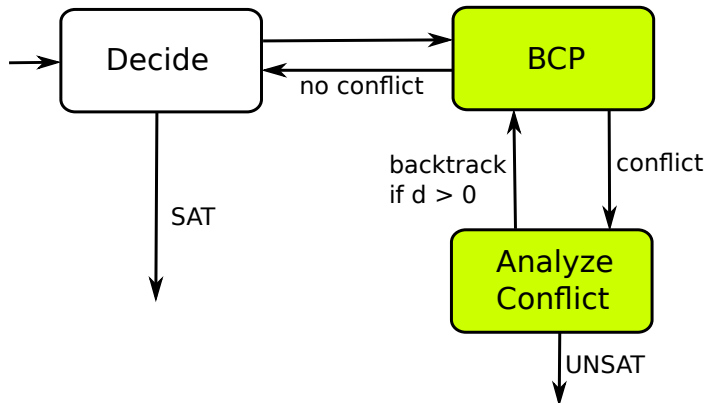 Decide
BCP
no conflict
backtrack
if d > 0
conflict
SAT
Analyze
Conflict
UNSAT